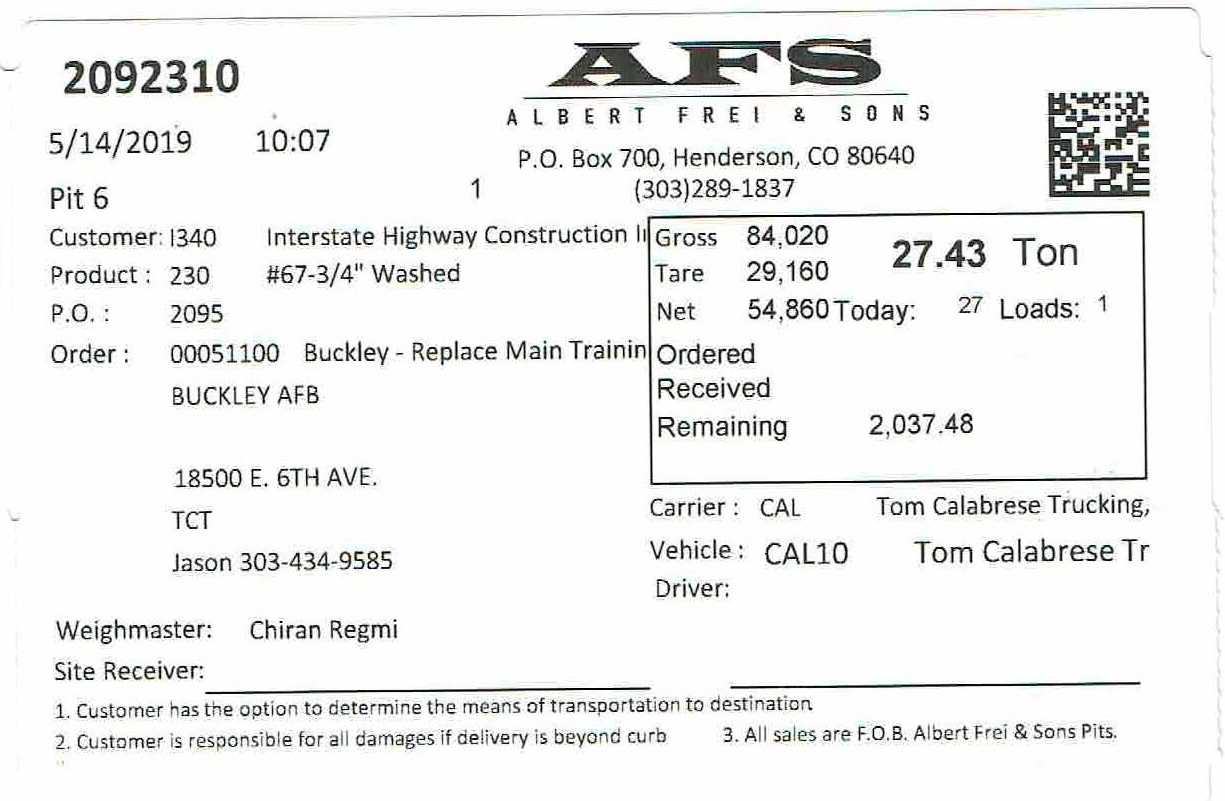 2092310
AFS
ALBERT FREI & SONS
5/14/2019 10:07
P.O. Box 700, Henderson, CO 80640
Pit 6 1 (303)289-1837
Customer: I340 Interstate Highway Construction I
Gross 84,020 27.43 Ton
Product : 230 #67-3/4" Washed
Tare 29,160
P.O. : 2095
Net 54,860 Today: 27 Loads: 1
Order : 00051100 Buckley - Replace Main Trainin
Ordered
BUCKLEY AFB
Received
Remaining 2,037.48
18500 E. 6TH AVE.
Carrier : CAL Tom Calabrese Trucking,
TCT
Vehicle : CAL10 Tom Calabrese Tr
Jason 303-434-9585
Driver:
Weighmaster: Chiran Regmi
Site Receiver:
1. Customer has the option to determine the means of transportation to destination
2. Customer is responsible for all damages if delivery is beyond curb 3. All sales are F.O.B. Albert Frei & Sons Pits.